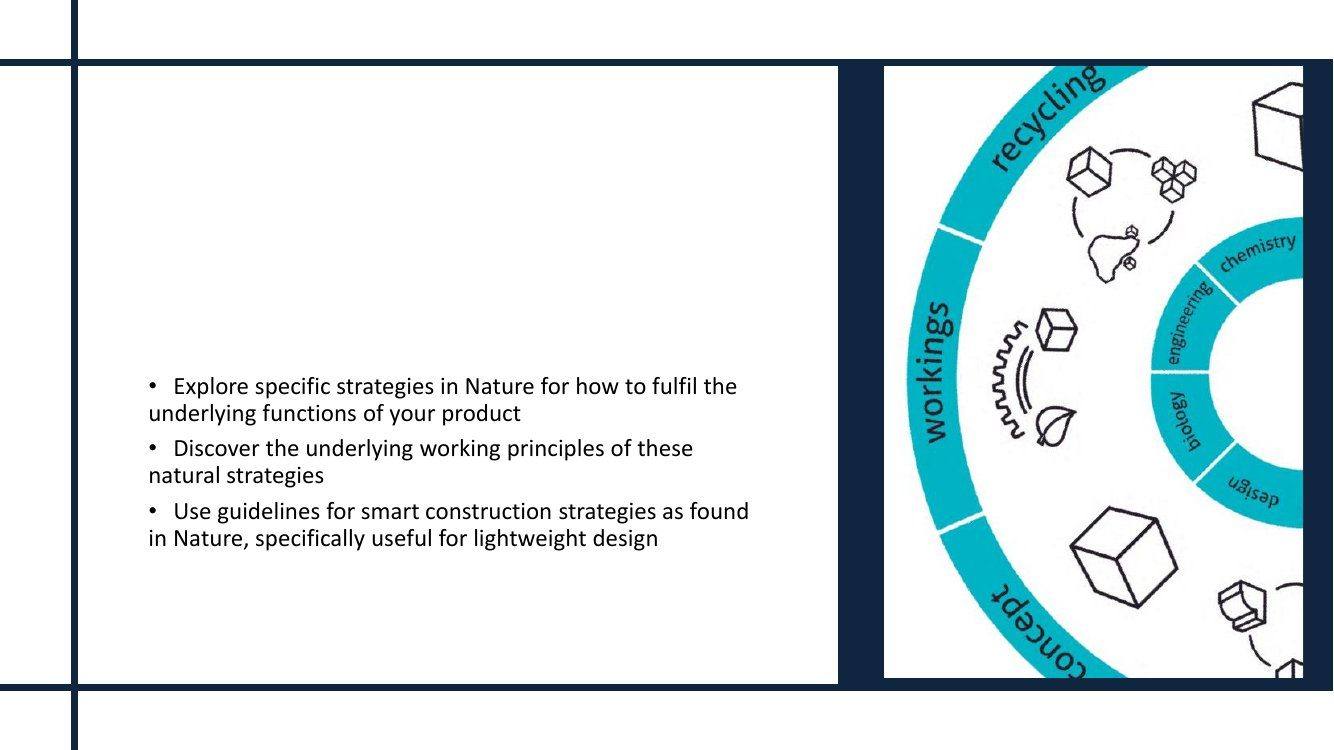 • Explore specific strategies in Nature for how to fulfil the
underlying functions of your product
• Discover the underlying working principles of these
natural strategies
• Use guidelines for smart construction strategies as found
in Nature, specifically useful for lightweight design
recycling
workings
concept
chemistry
engineering
biology
design